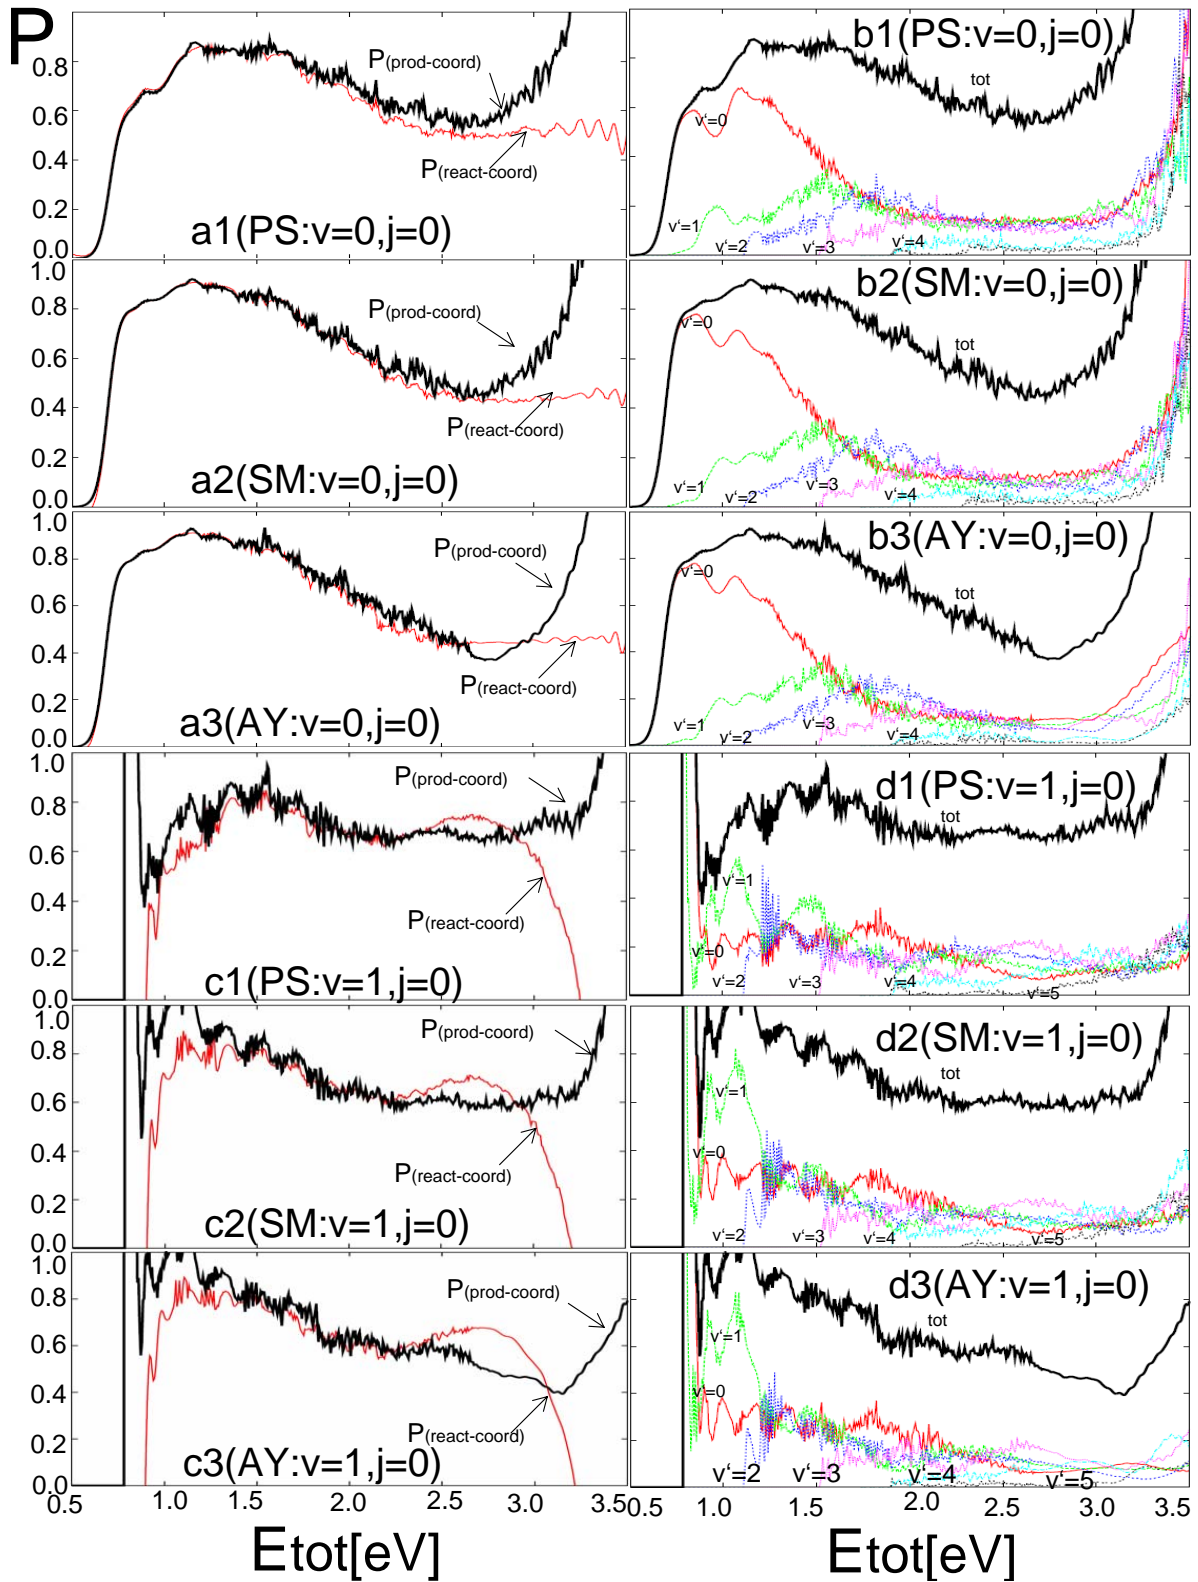 P
0.8
0.6
0.4
0.2
0.0
P(prod-coord)
P(react-coord)
a1(PS:v=0,j=0)
b1(PS:v=0,j=0)
tot
v'=0
v'=1
v'=2
v'=3
v'=4
1.0
0.8
0.6
0.4
0.2
0.0
P(prod-coord)
P(react-coord)
a2(SM:v=0,j=0)
b2(SM:v=0,j=0)
tot
v'=0
v'=1
v'=2
v'=3
v'=4
1.0
0.8
0.6
0.4
0.2
0.0
P(prod-coord)
P(react-coord)
a3(AY:v=0,j=0)
b3(AY:v=0,j=0)
tot
v'=0
v'=1
v'=2
v'=3
v'=4
1.0
0.8
0.6
0.4
0.2
0.0
P(prod-coord)
P(react-coord)
c1(PS:v=1,j=0)
d1(PS:v=1,j=0)
tot
v'=1
v'=0
v'=2
v'=3
v'=4
v'=5
1.0
0.8
0.6
0.4
0.2
0.0
P(prod-coord)
P(react-coord)
c2(SM:v=1,j=0)
d2(SM:v=1,j=0)
tot
v'=1
v'=0
v'=2
v'=3
v'=4
v'=5
1.0
0.8
0.6
0.4
0.2
0.0
P(prod-coord)
P(react-coord)
c3(AY:v=1,j=0)
d3(AY:v=1,j=0)
tot
v'=1
v'=0
v'=2
v'=3
v'=4
v'=5
0.5 1.0 1.5 2.0 2.5 3.0 3.5
0.5 1.0 1.5 2.0 2.5 3.0 3.5
Etot[eV]
Etot[eV]